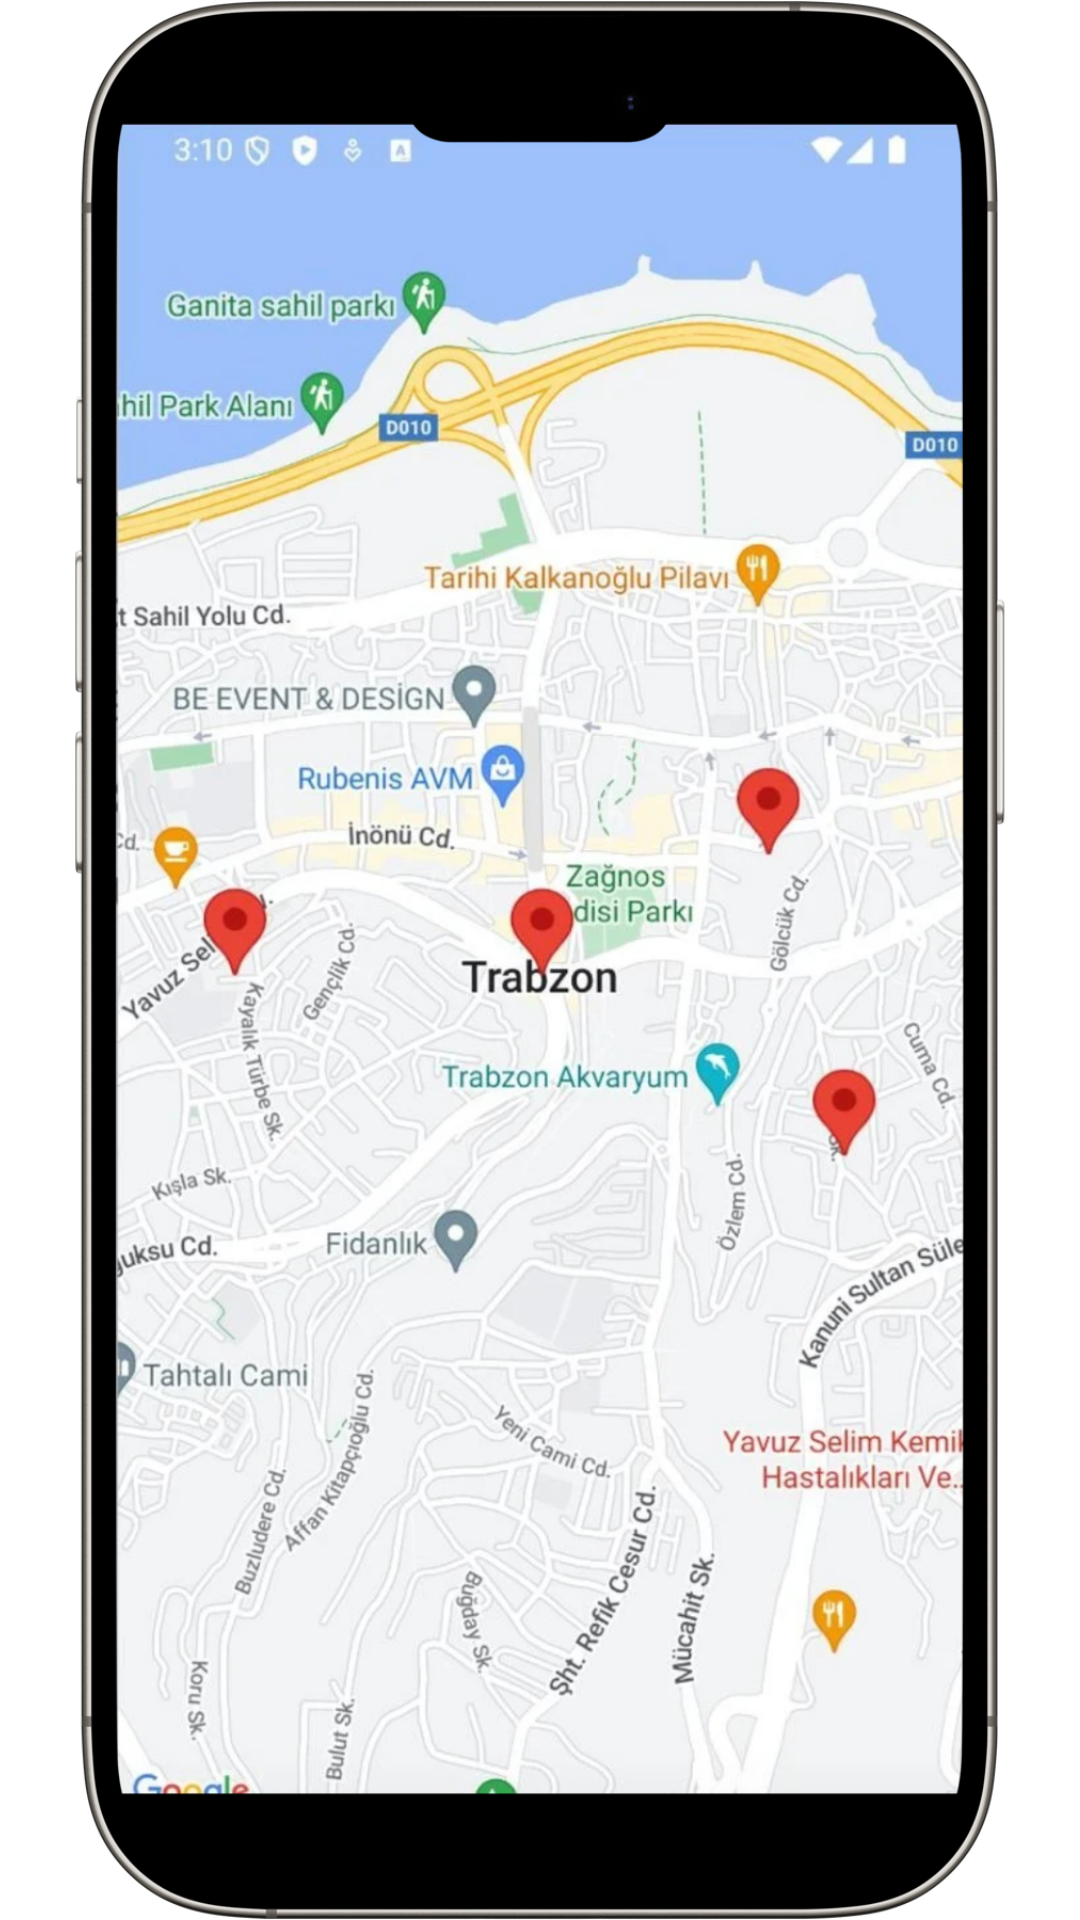 3:10
A
Ganita sahil parkı
hil Park Alanı
D010
D010
Tarihi Kalkanoğlu Pilavı
t Sahil Yolu Cd.
BE EVENT & DESİGN
Rubenis AVM
İnönü Cd.
Cd.
Zağnos
disi Parkı
Gölcük Cd.
Yavuz Seli
Gençlik Cd.
Trabzon
Kayalık Türbe Sk.
Cuma Cd.
Trabzon Akvaryum
Sk.
Kışla Sk.
Özlem Cd.
uksu Cd.
Fidanlık
Kanuni Sultan Süle
Tahtalı Cami
Affan Kitapçıoğlu Cd.
Yeni Cami Cd.
Yavuz Selim Kemik
Hastalıkları Ve..
Buzludere Cd.
Şht. Refik Cesur Cd.
Mücahit Sk.
Buğday Sk.
Koru Sk.
Bulut Sk.
Google